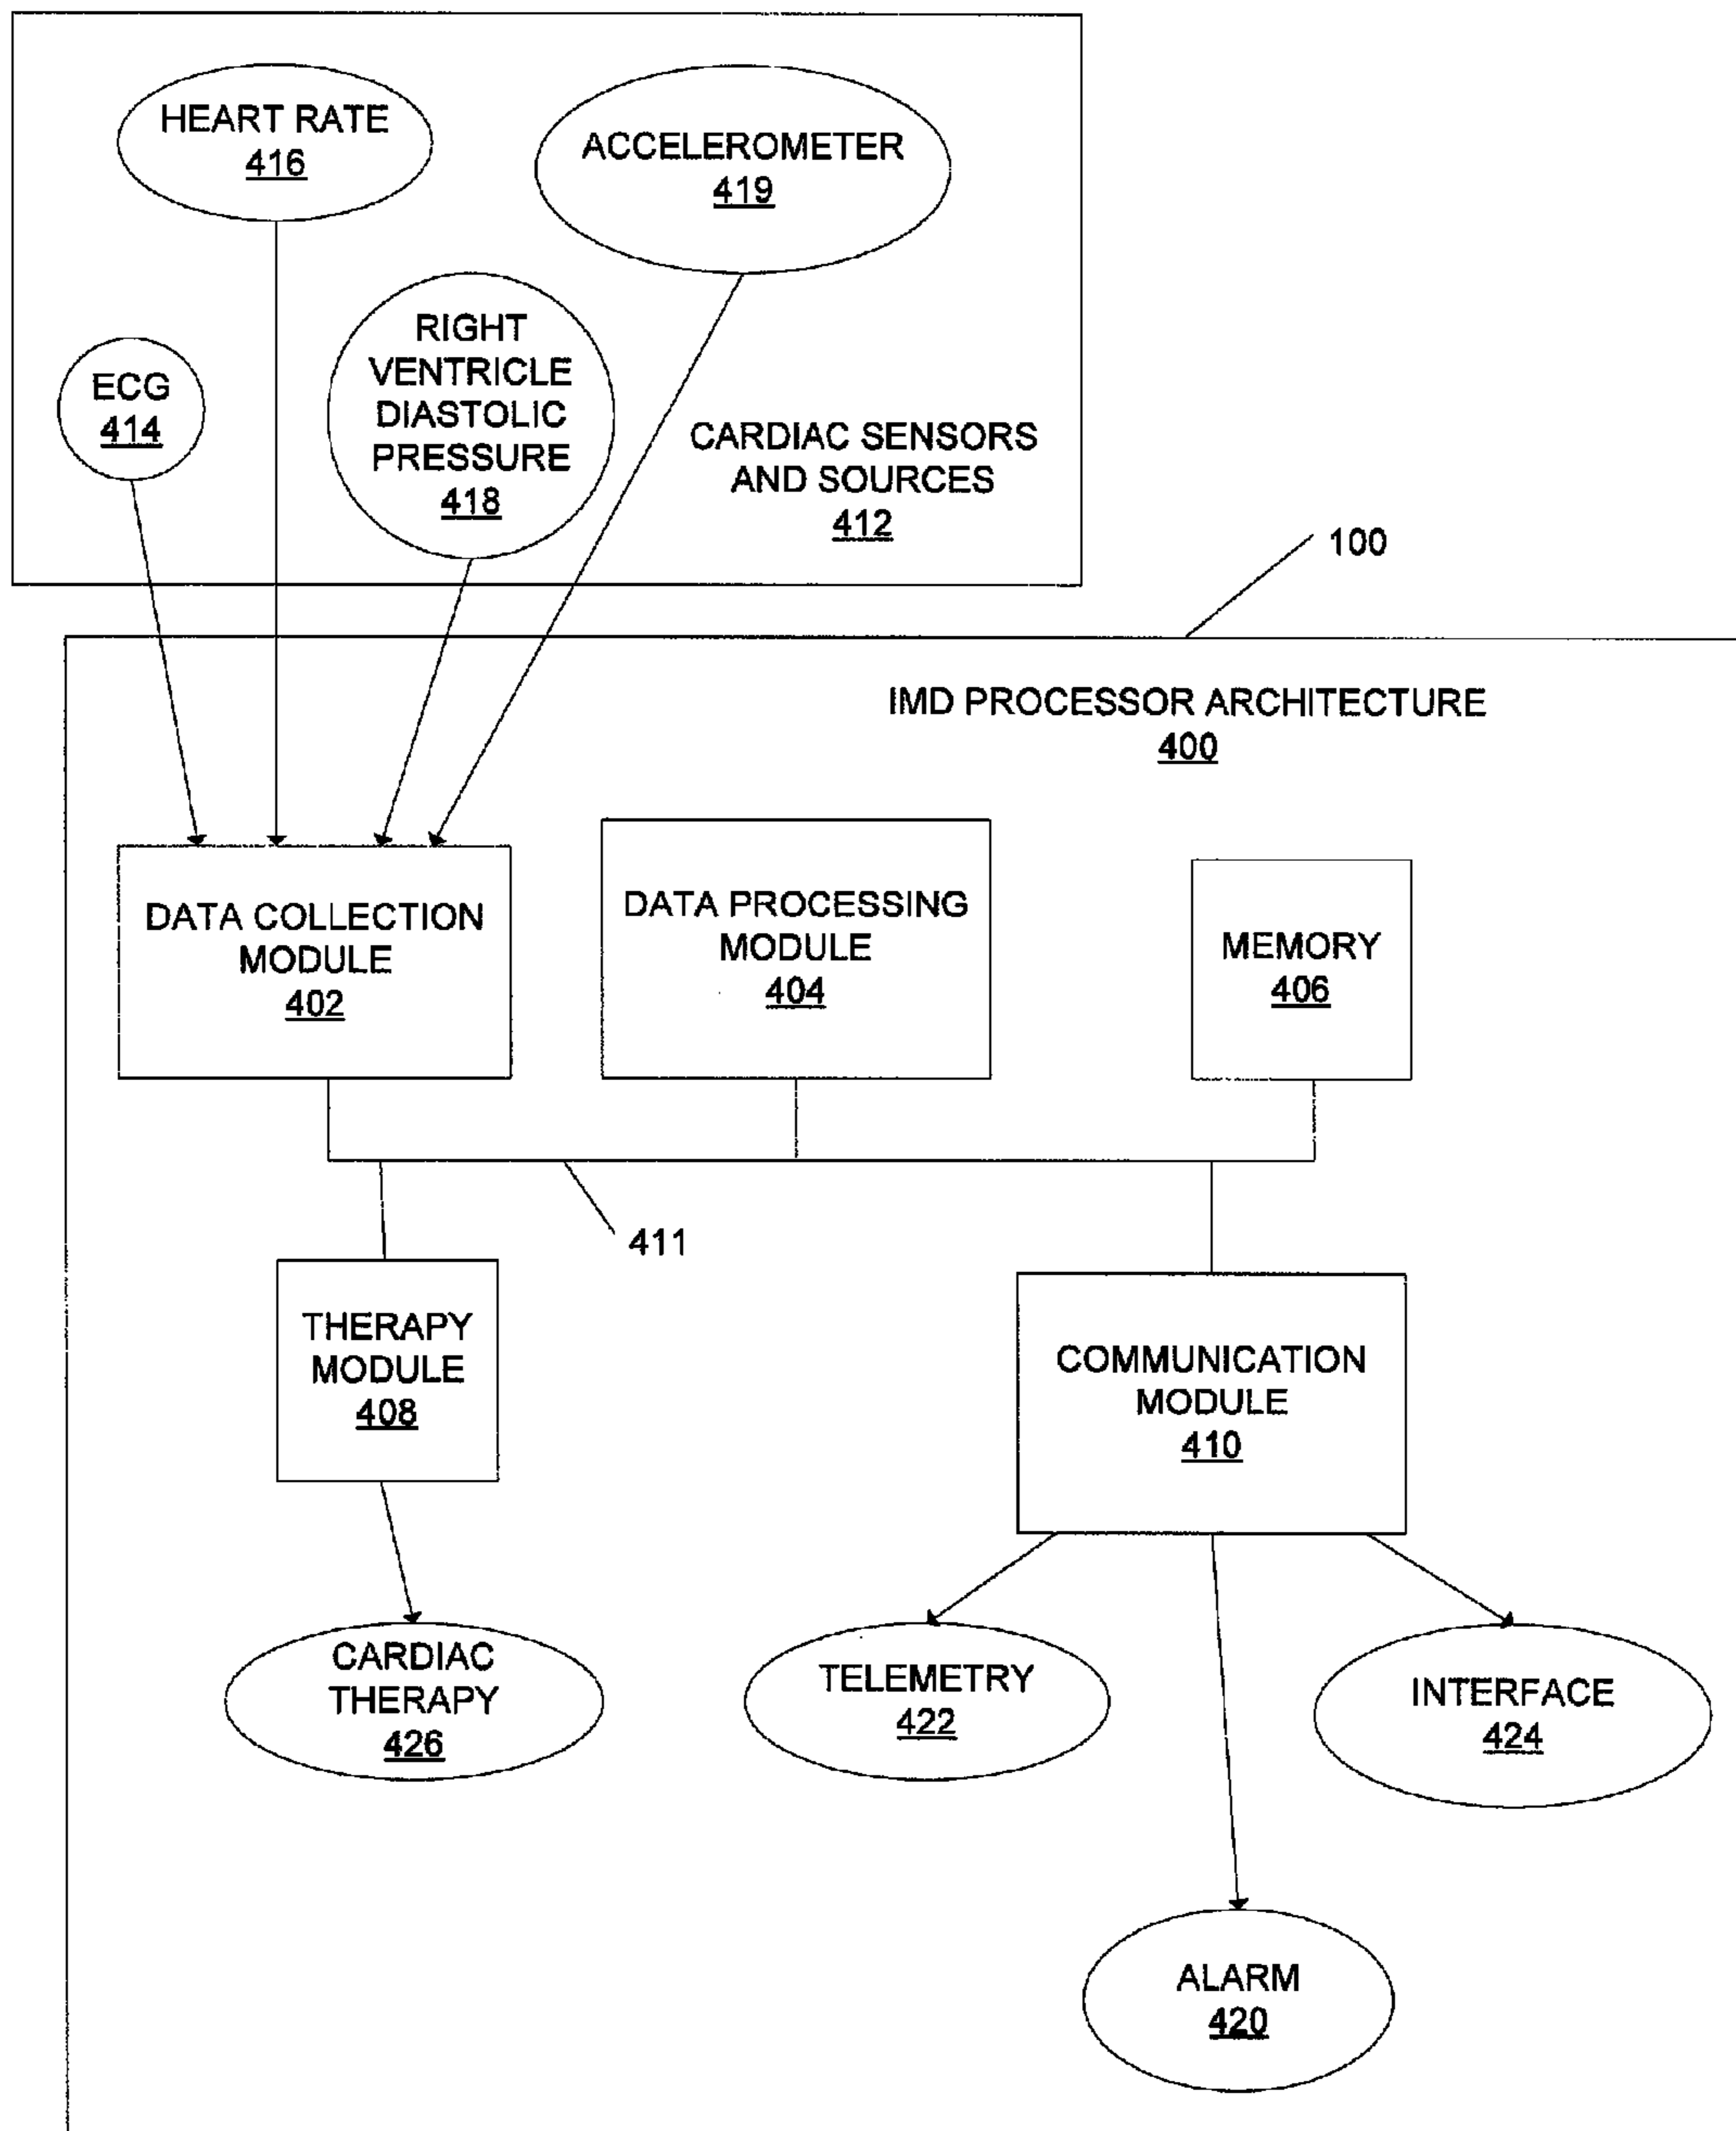 HEART RATE
416
ACCELEROMETER
419
ECG
414
RIGHT
VENTRICLE
DIASTOLIC
PRESSURE
418
CARDIAC SENSORS
AND SOURCES
412
100
IMD PROCESSOR ARCHITECTURE
400
DATA COLLECTION
MODULE
402
DATA PROCESSING
MODULE
404
MEMORY
406
411
THERAPY
MODULE
408
COMMUNICATION
MODULE
410
CARDIAC
THERAPY
426
TELEMETRY
422
INTERFACE
424
ALARM
420